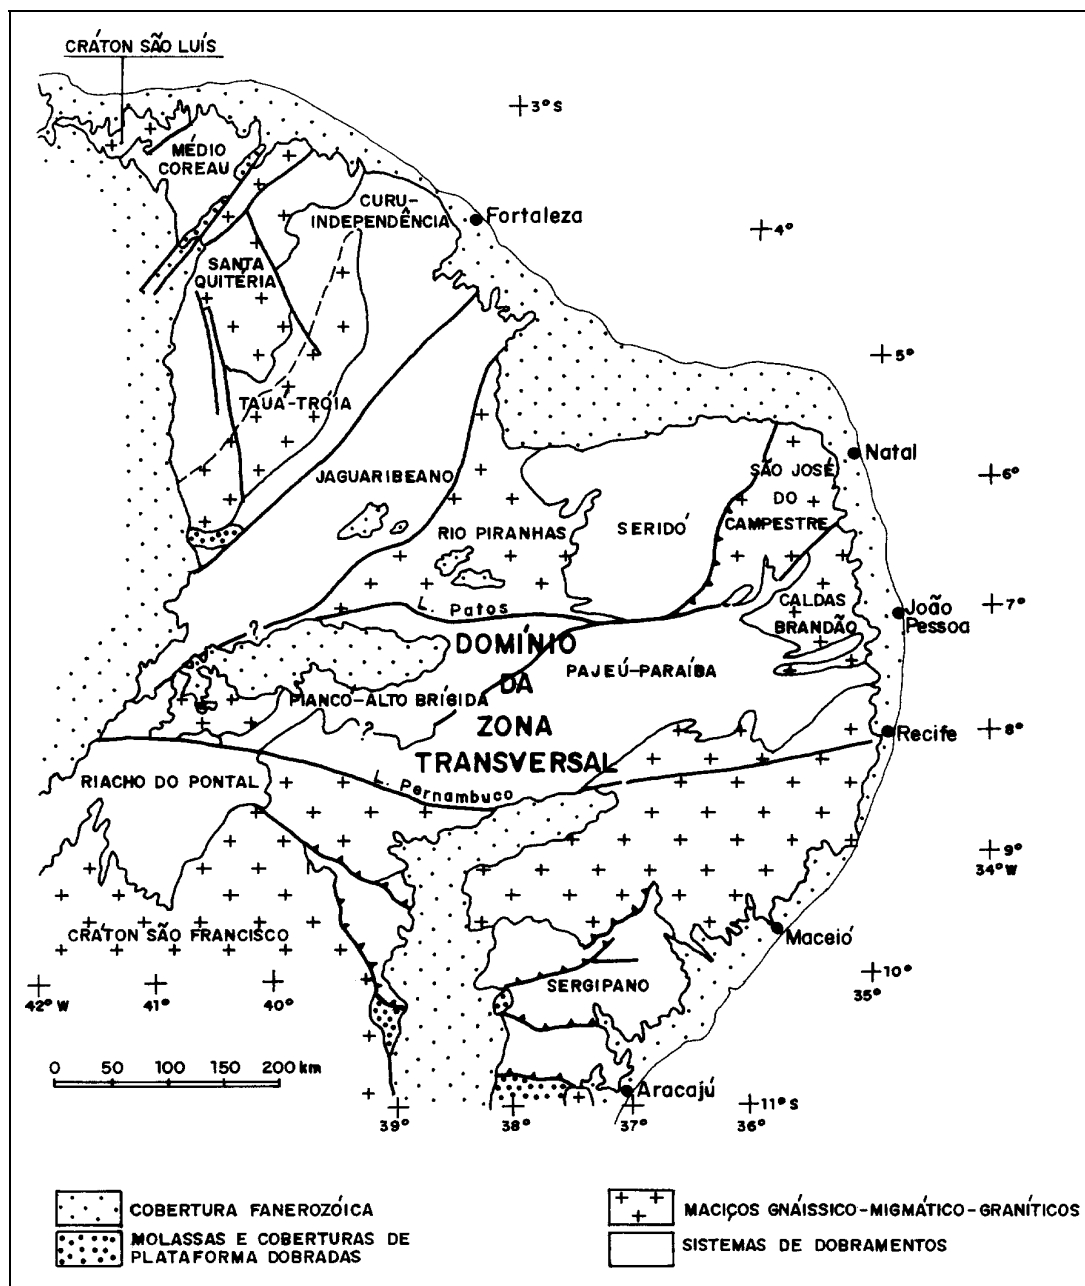 CRÁTON SÃO LUÍS
3° S
MÉDIO
COREAU
CURU-
INDEPENDÊNCIA
Fortaleza
4°
SANTA
QUITÉRIA
5°
TAUÁ-TRÓIA
Natal
SÃO JOSÉ
DO
CAMPESTRE
6°
JAGUARIBEANO
RIO PIRANHAS
SERIDÓ
L. Patos
CALDAS
BRANDÃO
João
Pessoa
7°
?
DOMÍNIO
DA
ZONA
TRANSVERSAL
PAJEÚ-PARAÍBA
PIANCO-ALTO BRÍGIDA
?
Recife
8°
RIACHO DO PONTAL
L. Pernambuco
9°
34° W
CRÁTON SÃO FRANCISCO
Maceió
10°
35°
42° W
41°
40°
SERGIPANO
0 50 100 150 200 km
Aracajú
11° S
39°
38°
37°
36°
COBERTURA FANEROZÓICA
MOLASSAS E COBERTURAS DE
PLATAFORMA DOBRADAS
MACIÇOS GNÁISSICO-MIGMÁTICO-GRANÍTICOS
SISTEMAS DE DOBRAMENTOS